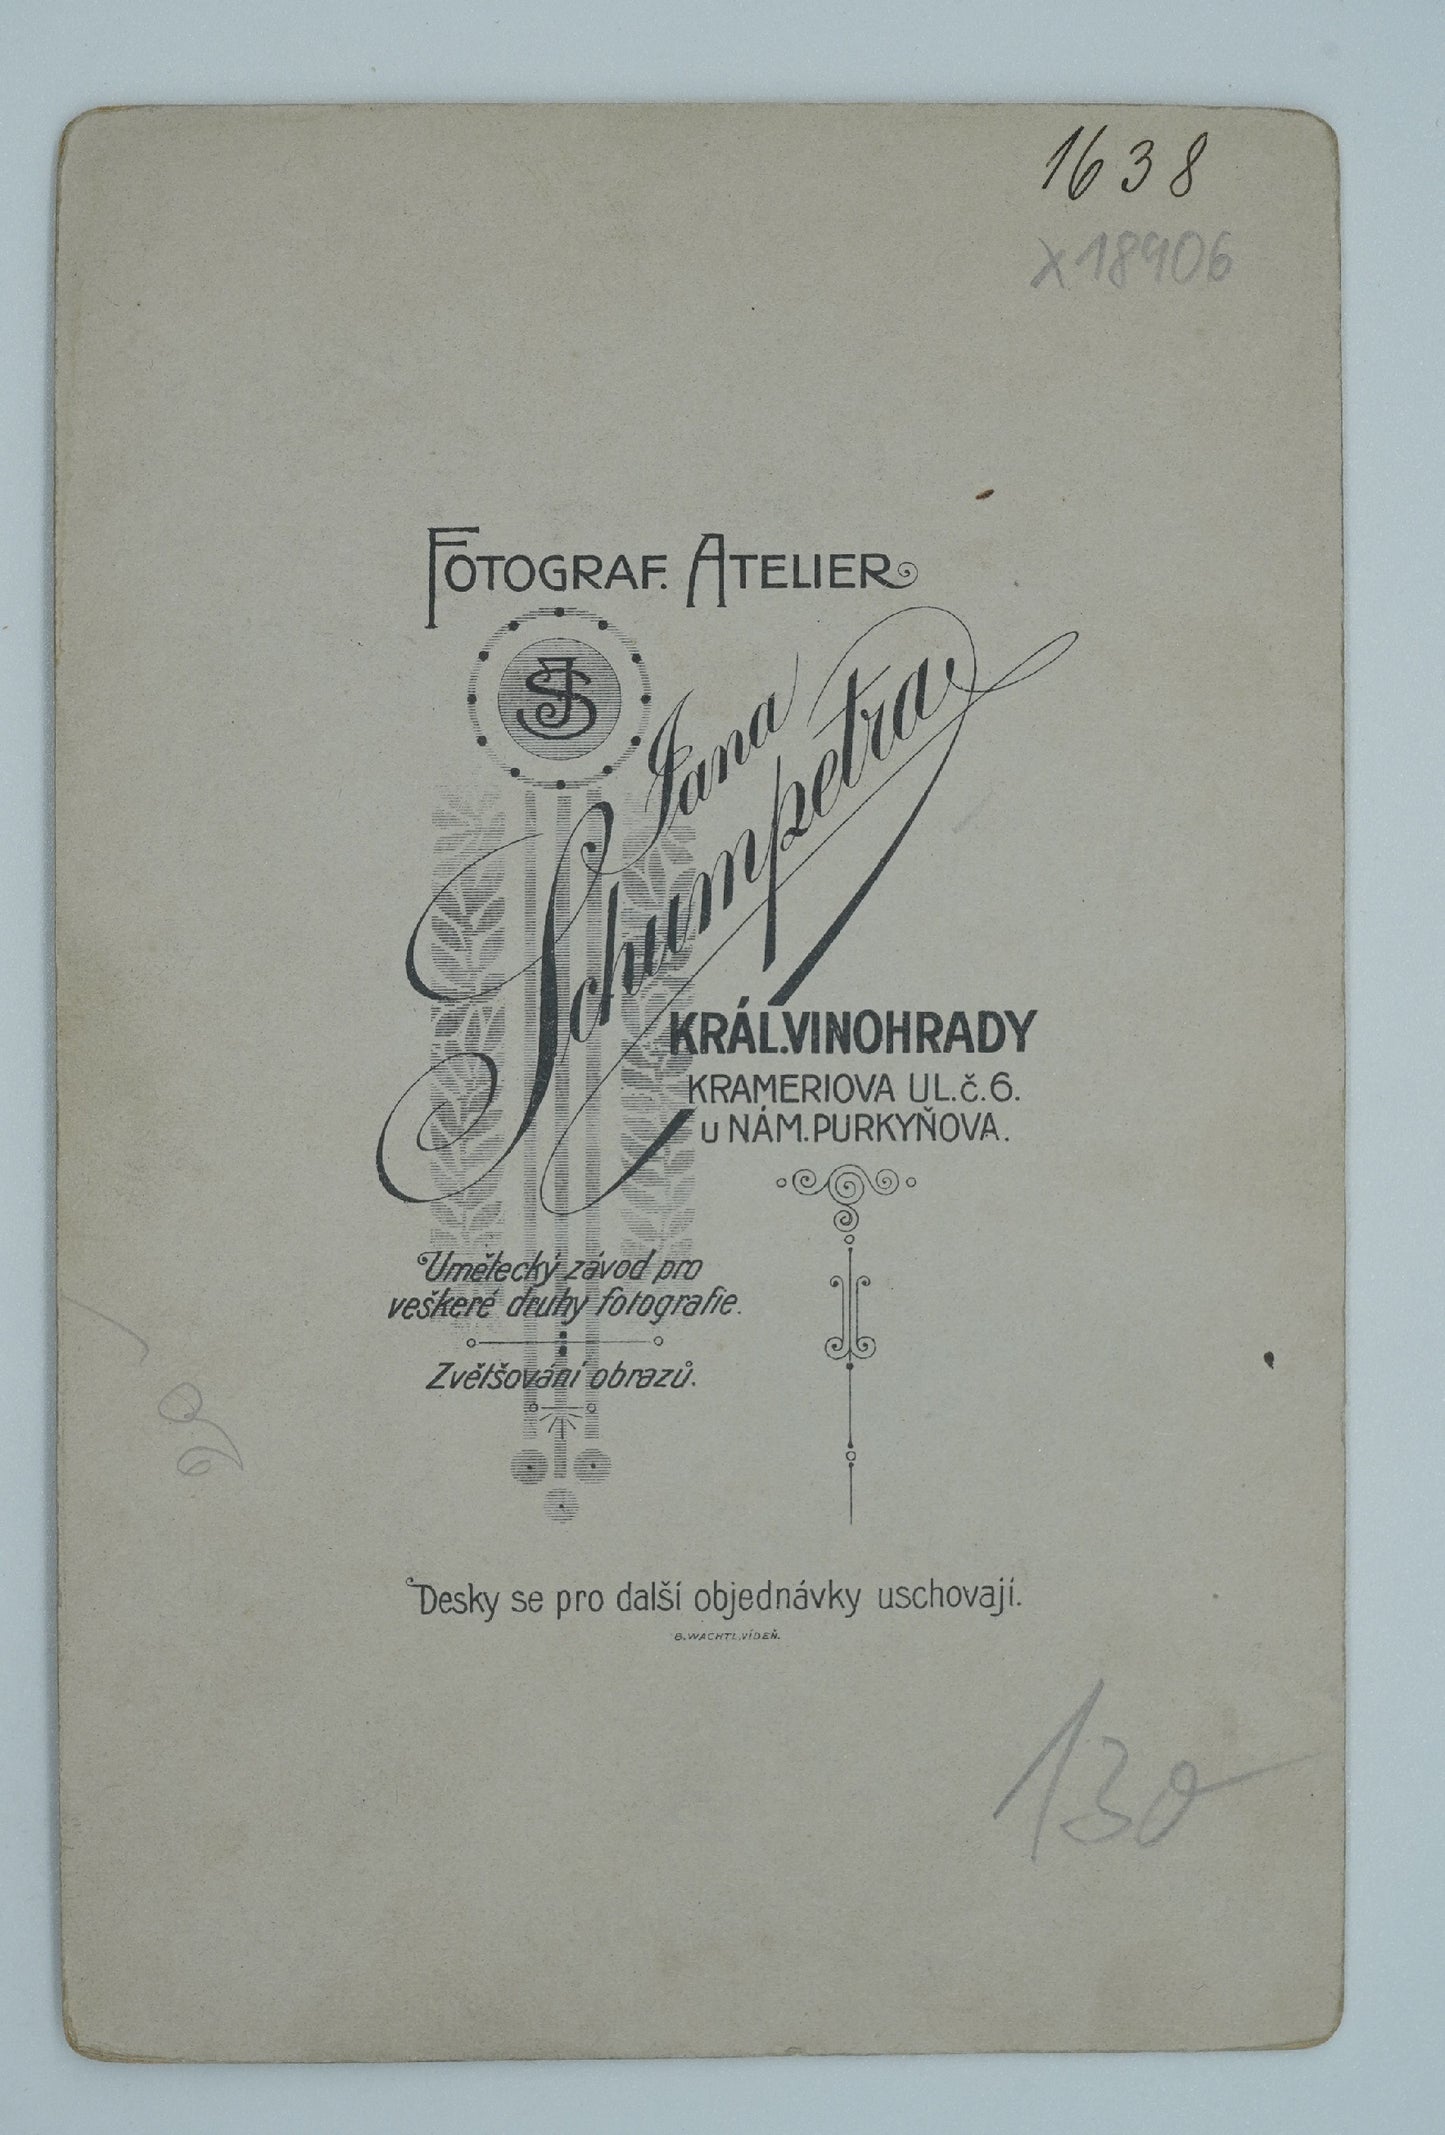 1638
x18906
FOTOGRAF. ATELIER
JS
Jana
Schumpetra
KRÁL.VINOHRADY
KRAMERIOVA UL.č.6.
u NÁM.PURKYŇOVA.
Umělecký závod pro
veškeré druhy fotografie.
Zvětšování obrazů.
Desky se pro další objednávky uschovají.
B.WACHTL,VÍDEŇ.
130